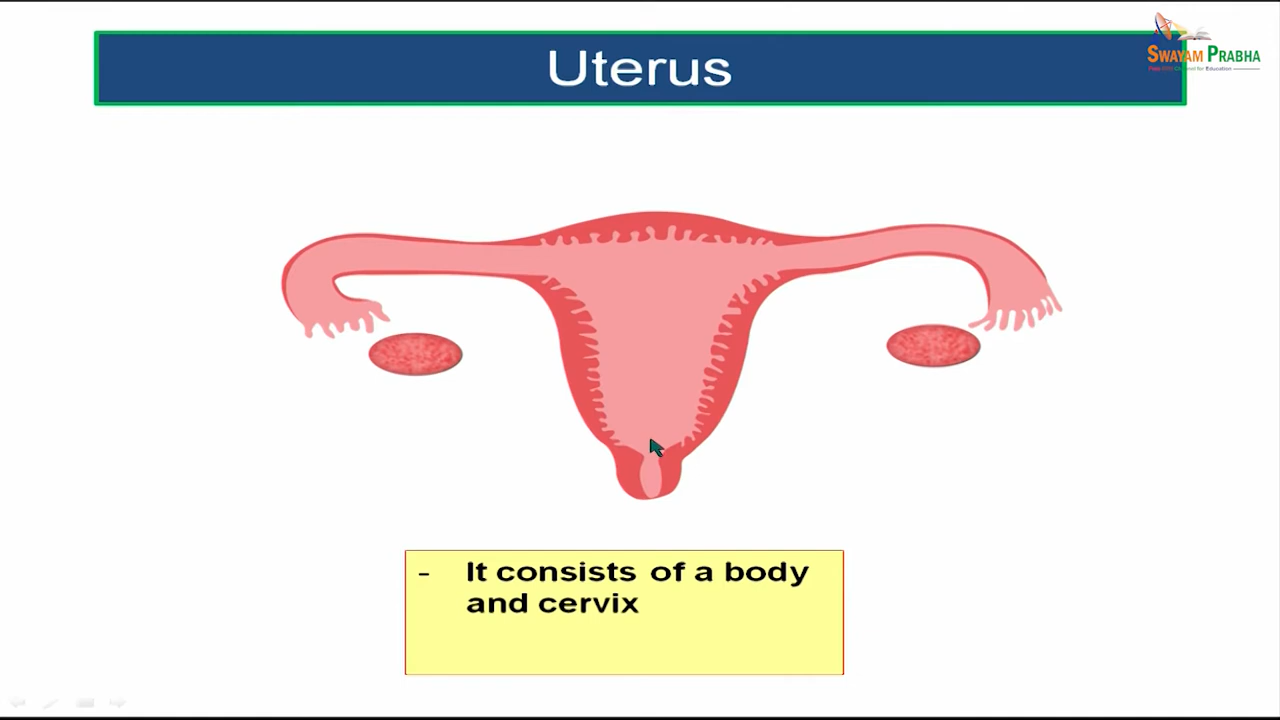 Uterus
SWAYAM PRABHA
- It consists of a body
and cervix